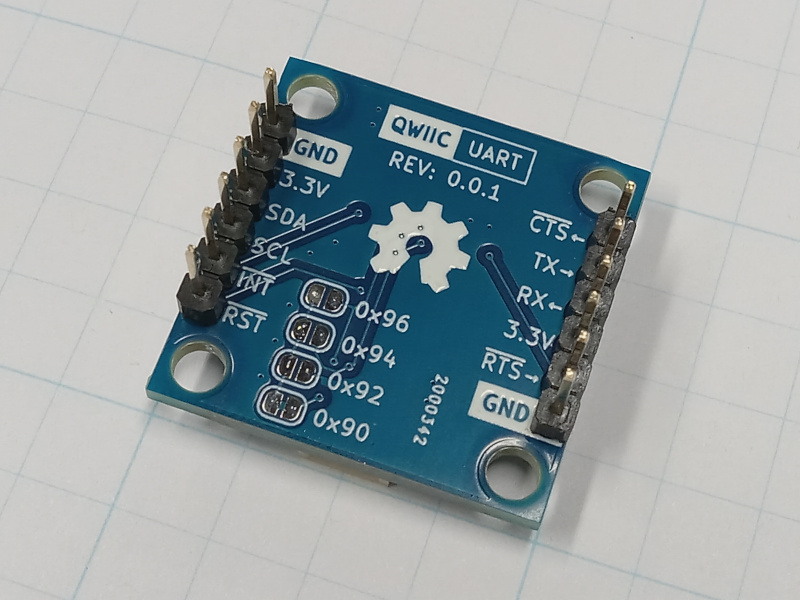 QWIIC UART
REV: 0.0.1
GND
3.3V
SDA
SCL
INT
RST
0x96
0x94
0x92
0x90
2100342
CTS←
TX→
RX←
3.3V
RTS→
GND